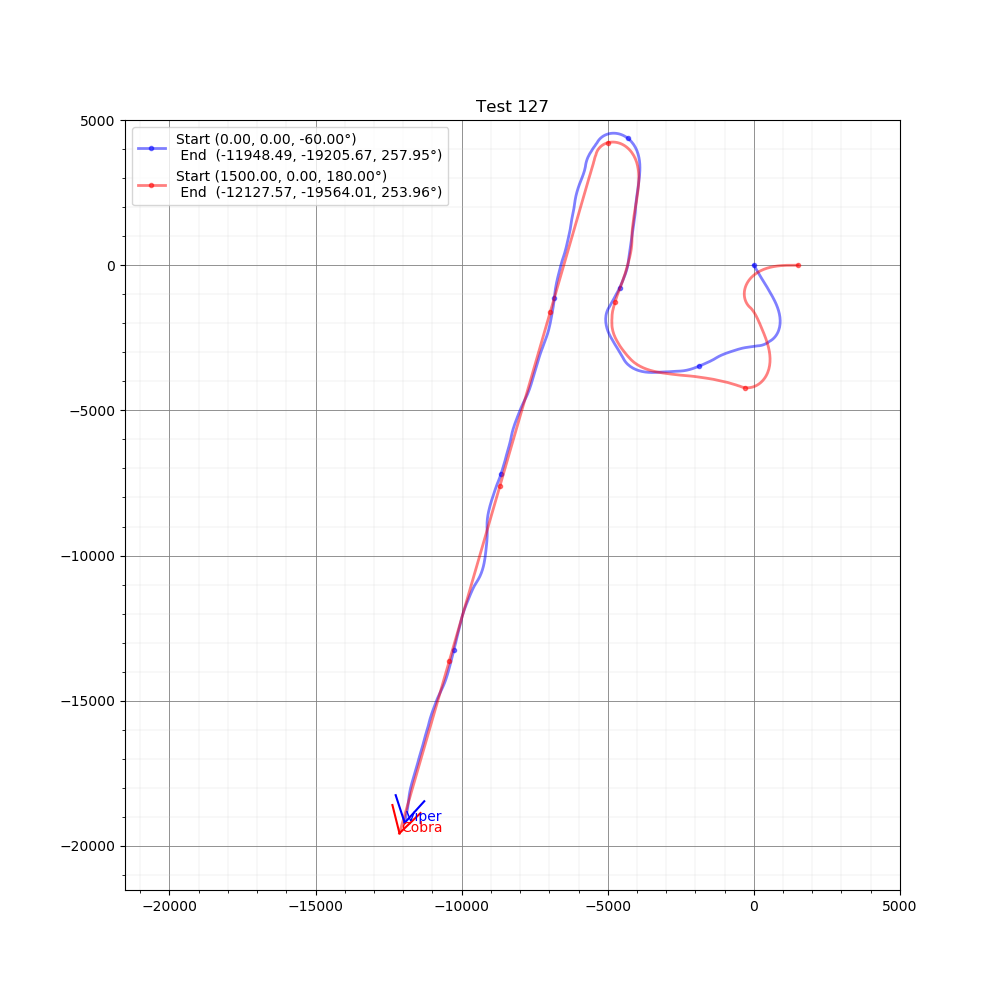 Test 127
Start (0.00, 0.00, -60.00°)
End (-11948.49, -19205.67, 257.95°)
Start (1500.00, 0.00, 180.00°)
End (-12127.57, -19564.01, 253.96°)
5000
0
−5000
−10000
−15000
−20000
Viper
Cobra
−20000 −15000 −10000 −5000 0 5000